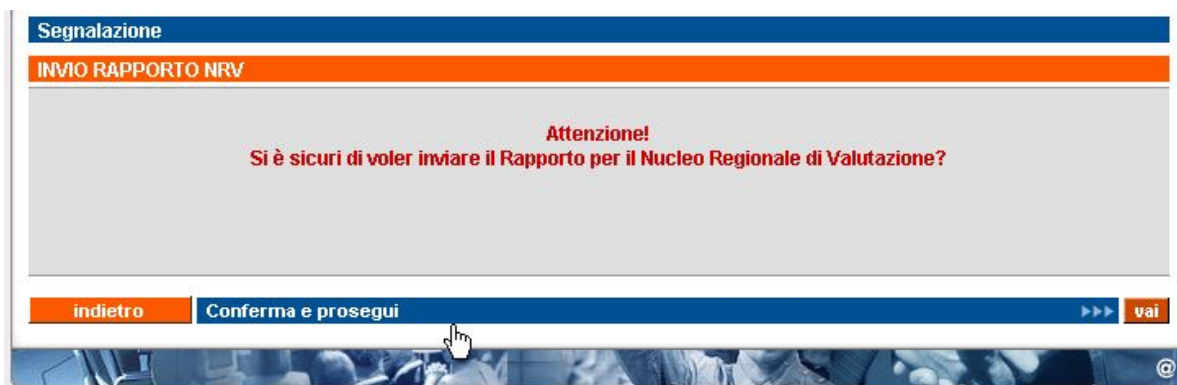 Segnalazione
INVIO RAPPORTO NRV
Attenzione!
Si è sicuri di voler inviare il Rapporto per il Nucleo Regionale di Valutazione?
indietro Conferma e prosegui vai
@